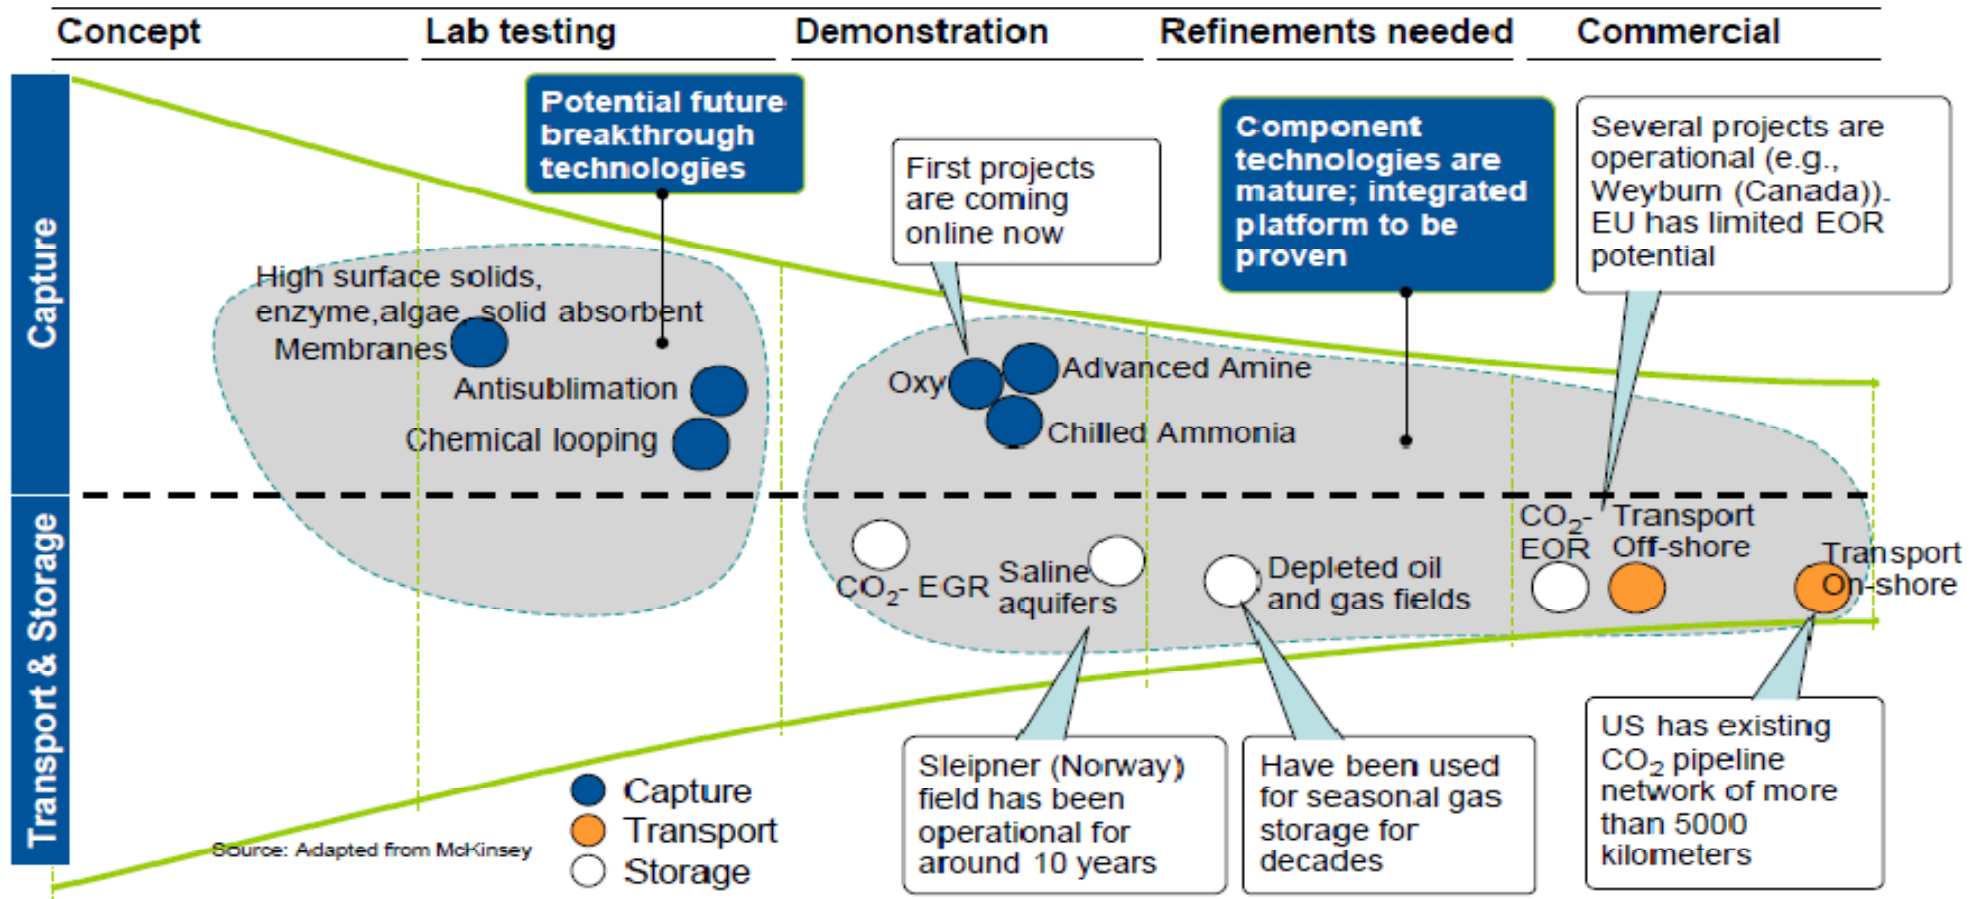 Concept
Lab testing
Demonstration
Refinements needed
Commercial
Capture
Transport & Storage
Potential future
breakthrough
technologies
First projects
are coming
online now
Component
technologies are
mature; integrated
platform to be
proven
Several projects are
operational (e.g.,
Weyburn (Canada)).
EU has limited EOR
potential
High surface solids,
enzyme,algae, solid absorbent
Membranes
Antisublimation
Chemical looping
Oxy
Advanced Amine
Chilled Ammonia
CO2- EGR
Saline
aquifers
Depleted oil
and gas fields
CO2-
EOR
Transport
Off-shore
Transport
On-shore
Sleipner (Norway)
field has been
operational for
around 10 years
Have been used
for seasonal gas
storage for
decades
US has existing
CO2 pipeline
network of more
than 5000
kilometers
Capture
Transport
Storage
Source: Adapted from McKinsey